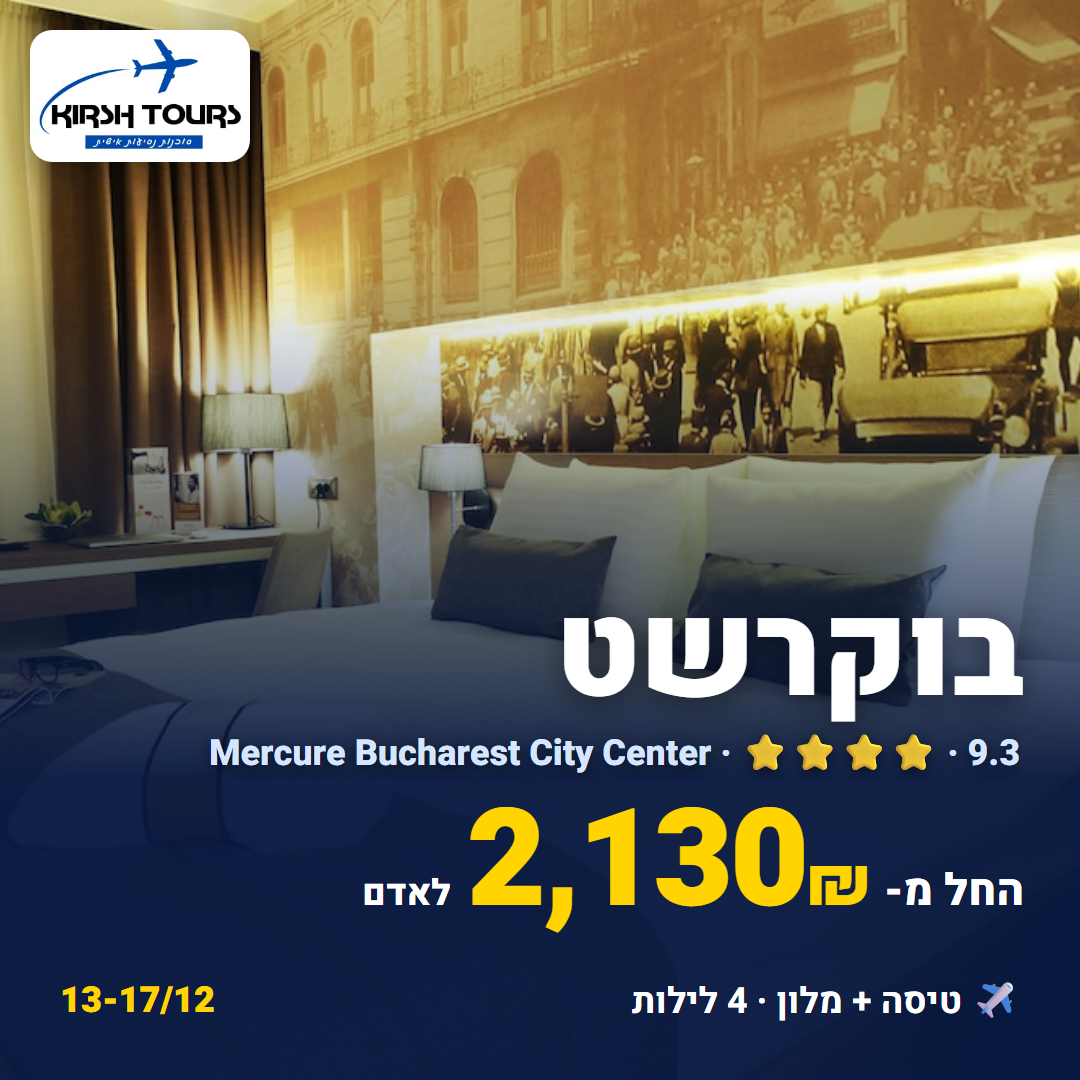 KIRSH TOURS
סוכנות נסיעות אישית
בוקרשט
9.3 · ⭐⭐⭐⭐ · Mercure Bucharest City Center
החל מ- ₪2,130 לאדם
✈️ טיסה + מלון · 4 לילות
13-17/12